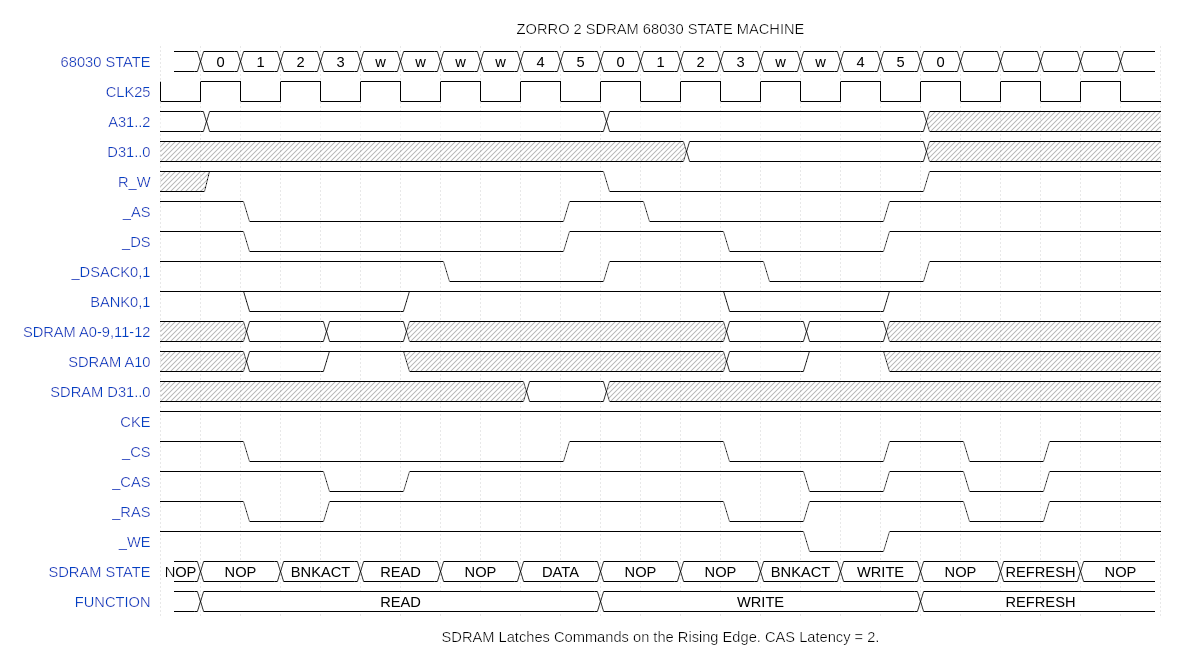 ZORRO 2 SDRAM 68030 STATE MACHINE
68030 STATE 0 1 2 3 w w w w 4 5 0 1 2 3 w w 4 5 0
CLK25
A31..2
D31..0
R_W
_AS
_DS
_DSACK0,1
BANK0,1
SDRAM A0-9,11-12
SDRAM A10
SDRAM D31..0
CKE
_CS
_CAS
_RAS
_WE
SDRAM STATE NOP NOP BNKACT READ NOP DATA NOP NOP BNKACT WRITE NOP REFRESH NOP
FUNCTION READ WRITE REFRESH
SDRAM Latches Commands on the Rising Edge. CAS Latency = 2.